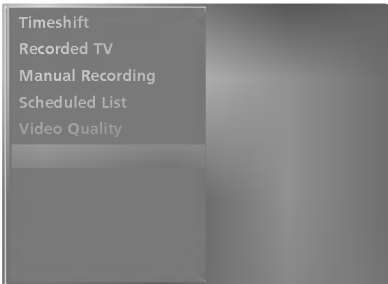 Timeshift
Recorded TV
Manual Recording
Scheduled List
Video Quality